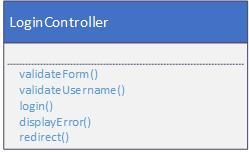 LoginController
validateForm()
validateUsername()
login()
displayError()
redirect()